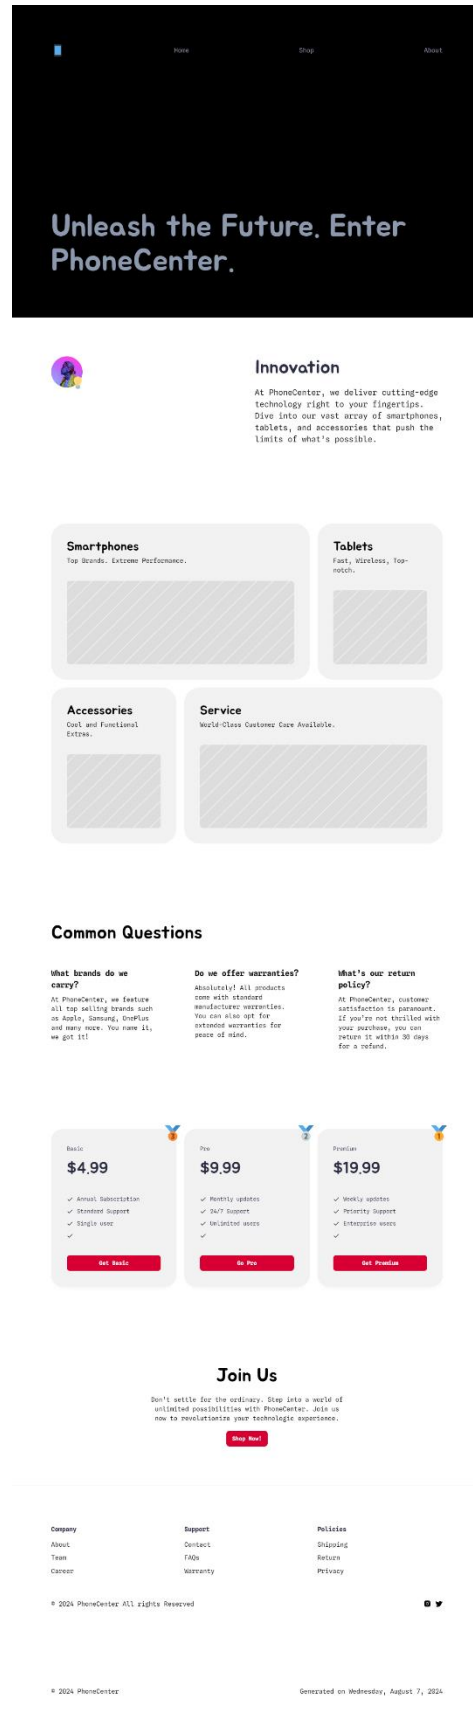 Home Shop About
Unleash the Future. Enter
PhoneCenter.
Innovation
At PhoneCenter, we deliver cutting-edge
technology right to your fingertips.
Dive into our vast array of smartphones,
tablets, and accessories that push the
limits of what's possible.
Smartphones
Top Brands. Extreme Performance.
Tablets
Fast, Wireless, Top-
notch.
Accessories
Cool and Functional
Extras.
Service
World-Class Customer Care Available.
Common Questions
What brands do we
carry?
At PhoneCenter, we feature
all top selling brands such
as Apple, Samsung, OnePlus
and many more. You name it,
we got it!
Do we offer warranties?
Absolutely! All products
come with standard
manufacturer warranties.
You can also opt for
extended warranties for
peace of mind.
What's our return
policy?
At PhoneCenter, customer
satisfaction is paramount.
If you're not thrilled with
your purchase, you can
return it within 30 days
for a refund.
3
Basic
$4.99
Annual Subscription
Standard Support
Single user
Get Basic
2
Pro
$9.99
Monthly updates
24/7 Support
Unlimited users
Go Pro
1
Premium
$19.99
Weekly updates
Priority Support
Enterprise users
Get Premium
Join Us
Don't settle for the ordinary. Step into a world of
unlimited possibilities with PhoneCenter. Join us
now to revolutionize your technologic experience.
Shop Now!
Company
About
Team
Career
Support
Contact
FAQs
Warranty
Policies
Shipping
Return
Privacy
© 2024 PhoneCenter All rights Reserved
© 2024 PhoneCenter
Generated on Wednesday, August 7, 2024